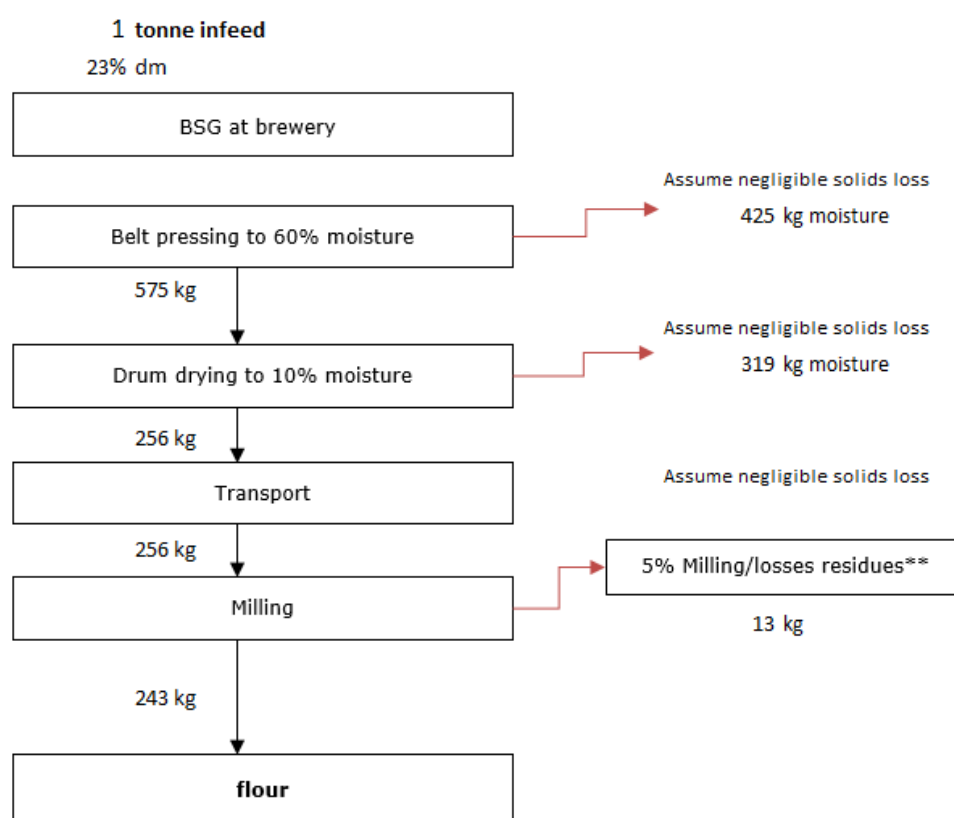 1 tonne infeed
23% dm
BSG at brewery
Assume negligible solids loss
425 kg moisture
Belt pressing to 60% moisture
575 kg
Assume negligible solids loss
319 kg moisture
Drum drying to 10% moisture
256 kg
Assume negligible solids loss
Transport
256 kg
5% Milling/losses residues**
Milling
13 kg
243 kg
flour